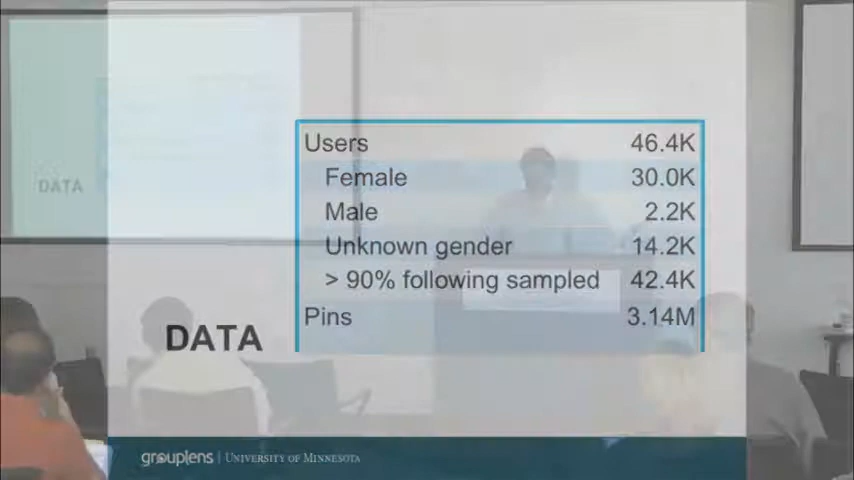 DATA
Users 46.4K
Female 30.0K
Male 2.2K
Unknown gender 14.2K
> 90% following sampled 42.4K
Pins 3.14M
DATA
grouplens | UNIVERSITY OF MINNESOTA